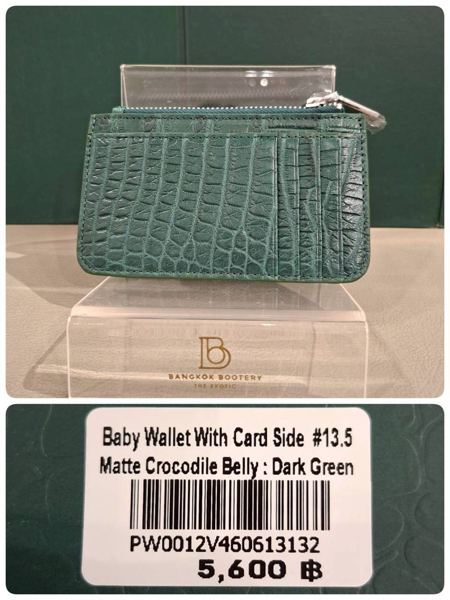 B
BANGKOK BOOTERY
THE EXOTIC
Baby Wallet With Card Side #13.5
Matte Crocodile Belly : Dark Green
PW0012V460613132
5,600 ฿